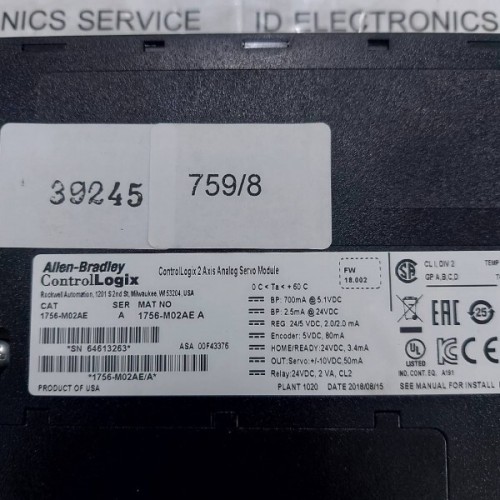 NICS SERVICE
ID ELECTRONICS
39245
759/8
Allen-Bradley
ControlLogix
ControlLogix 2 Axis Analog Servo Module
Rockwell Automation, 1201 S 2nd St, Milwaukee, WI 53204, USA
CAT SER MAT NO
1756-M02AE A 1756-M02AE A
*SN 64613263*
ASA 00F43376
*1756-M02AE/A*
PRODUCT OF USA
FW
18.002
0 C < Ta < + 60 C
BP: 700mA @ 5.1VDC
BP: 2.5mA @ 24VDC
REG: 24/5 VDC, 2.0/2.0 mA
Encoder: 5VDC, 80mA
HOME/READY: 24VDC, 3.4mA
OUT:Servo: +/-10VDC,50mA
Relay:24VDC, 2 VA, CL2
PLANT 1020 DATE 2018/08/15
CL I, DIV 2
GP A,B,C,D
TEMP
EAC
25
UL
LISTED
IND. CONT. EQ. A191
CE
SEE MANUAL FOR INSTALL